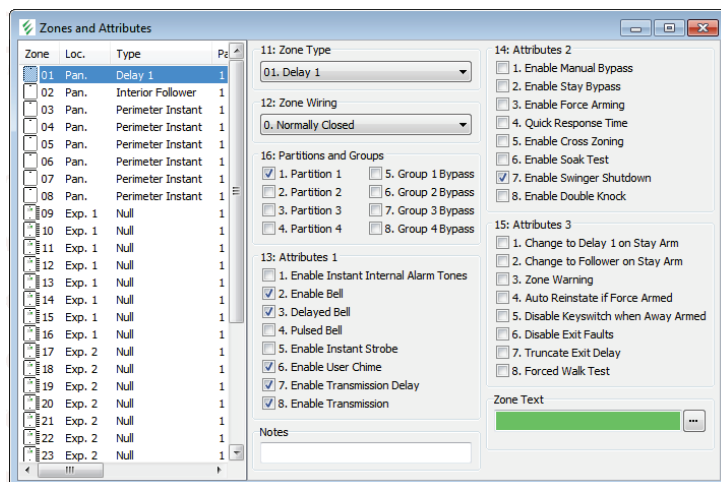 Zones and Attributes
Zone Loc. Type Pa
01 Pan. Delay 1 1
02 Pan. Interior Follower 1
03 Pan. Perimeter Instant 1
04 Pan. Perimeter Instant 1
05 Pan. Perimeter Instant 1
06 Pan. Perimeter Instant 1
07 Pan. Perimeter Instant 1
08 Pan. Perimeter Instant 1
09 Exp. 1 Null 1
10 Exp. 1 Null 1
11 Exp. 1 Null 1
12 Exp. 1 Null 1
13 Exp. 1 Null 1
14 Exp. 1 Null 1
15 Exp. 1 Null 1
16 Exp. 1 Null 1
17 Exp. 2 Null 1
18 Exp. 2 Null 1
19 Exp. 2 Null 1
20 Exp. 2 Null 1
21 Exp. 2 Null 1
22 Exp. 2 Null 1
23 Exp. 2 Null 1
11: Zone Type
01. Delay 1
12: Zone Wiring
0. Normally Closed
16: Partitions and Groups
1. Partition 1 5. Group 1 Bypass
2. Partition 2 6. Group 2 Bypass
3. Partition 3 7. Group 3 Bypass
4. Partition 4 8. Group 4 Bypass
13: Attributes 1
1. Enable Instant Internal Alarm Tones
2. Enable Bell
3. Delayed Bell
4. Pulsed Bell
5. Enable Instant Strobe
6. Enable User Chime
7. Enable Transmission Delay
8. Enable Transmission
Notes
14: Attributes 2
1. Enable Manual Bypass
2. Enable Stay Bypass
3. Enable Force Arming
4. Quick Response Time
5. Enable Cross Zoning
6. Enable Soak Test
7. Enable Swinger Shutdown
8. Enable Double Knock
15: Attributes 3
1. Change to Delay 1 on Stay Arm
2. Change to Follower on Stay Arm
3. Zone Warning
4. Auto Reinstate if Force Armed
5. Disable Keyswitch when Away Armed
6. Disable Exit Faults
7. Truncate Exit Delay
8. Forced Walk Test
Zone Text
...